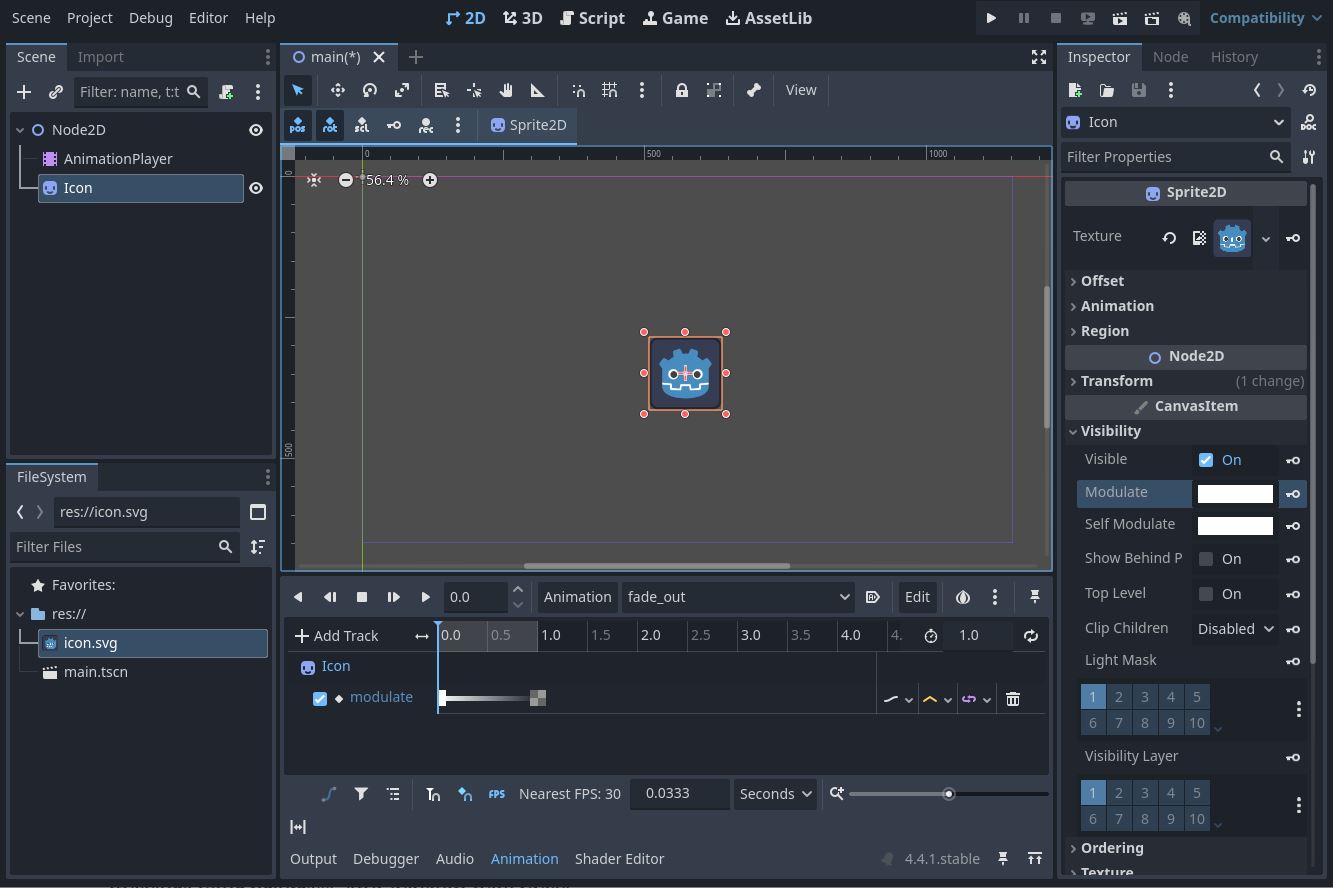 Scene Project Debug Editor Help
2D 3D Script Game AssetLib
Compatibility
Scene Import
Filter: name, t:t
Node2D
AnimationPlayer
Icon
FileSystem
res://icon.svg
Filter Files
Favorites:
res://
icon.svg
main.tscn
main(*)
View
pos rot scl rec
Sprite2D
0 500 1000
0
500
56.4 %
0.0 Animation fade_out Edit
Add Track 0.0 0.5 1.0 1.5 2.0 2.5 3.0 3.5 4.0 4. 1.0
Icon
modulate
FPS Nearest FPS: 30 0.0333 Seconds
Output Debugger Audio Animation Shader Editor 4.4.1.stable
Inspector Node History
Icon
DOC
Filter Properties
Sprite2D
Texture
Offset
Animation
Region
Node2D
Transform (1 change)
CanvasItem
Visibility
Visible On
Modulate
Self Modulate
Show Behind P On
Top Level On
Clip Children Disabled
Light Mask
1 2 3 4 5
6 7 8 9 10
Visibility Layer
1 2 3 4 5
6 7 8 9 10
Ordering
Texture